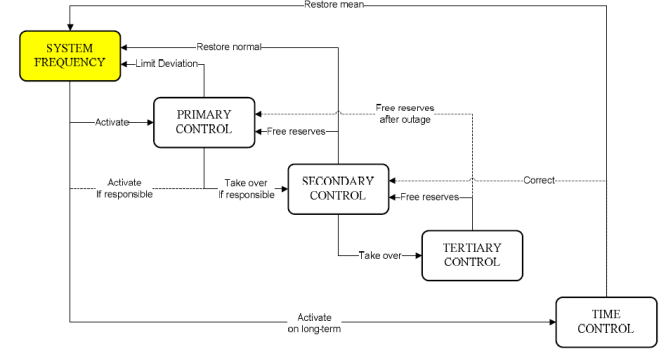 Restore mean
SYSTEM
FREQUENCY
Restore normal
Limit Deviation
PRIMARY
CONTROL
Activate
Free reserves
after outage
Free reserves
Activate
If responsible
Take over
If responsible
SECONDARY
CONTROL
Correct
Free reserves
Take over
TERTIARY
CONTROL
Activate
on long-term
TIME
CONTROL